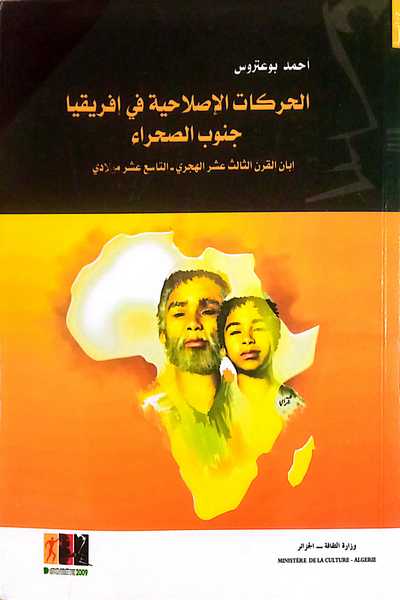 احمد بوعتروس
الحركات الإصلاحية في إفريقيا
جنوب الصحراء
ابان القرن الثالث عشر الهجري - التاسع عشر ميلادي
وزارة الثقافة — الجزائر
MINISTÈRE DE LA CULTURE - ALGERIE
2009